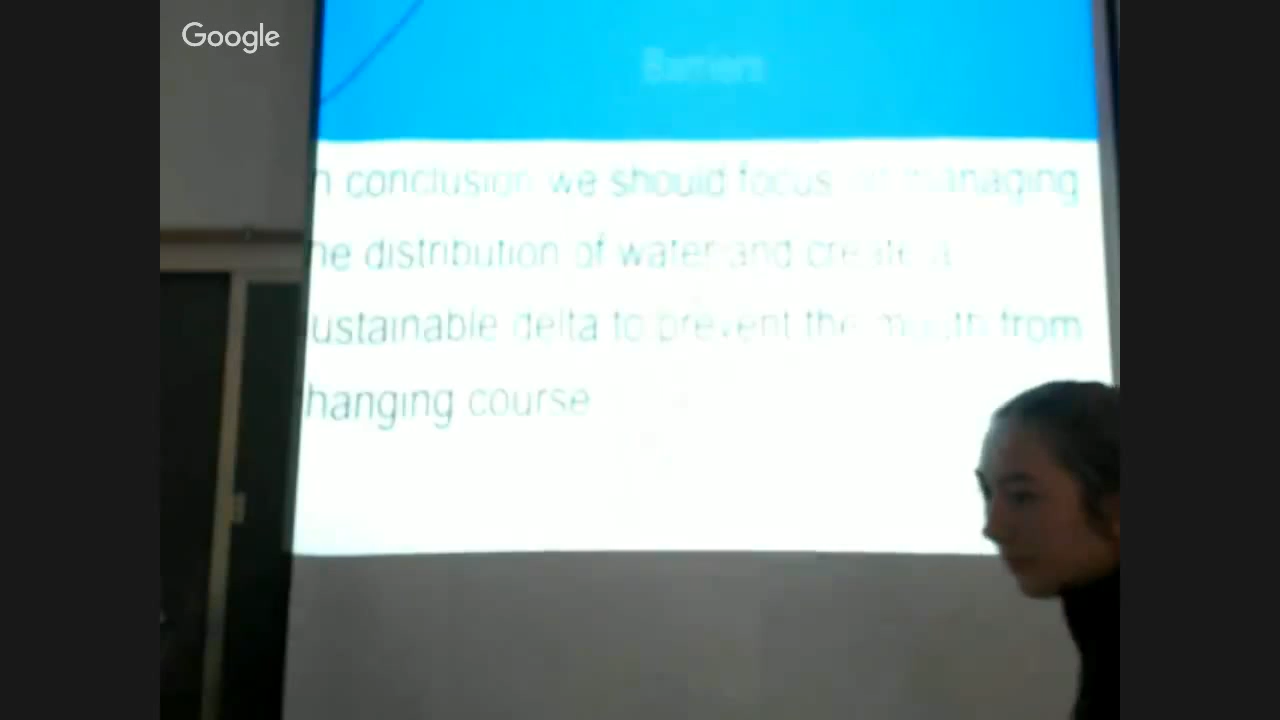 Google
Barriers
n conclusion we should focus on managing
he distribution of water and create a
ustainable delta to prevent the mouth from
hanging course